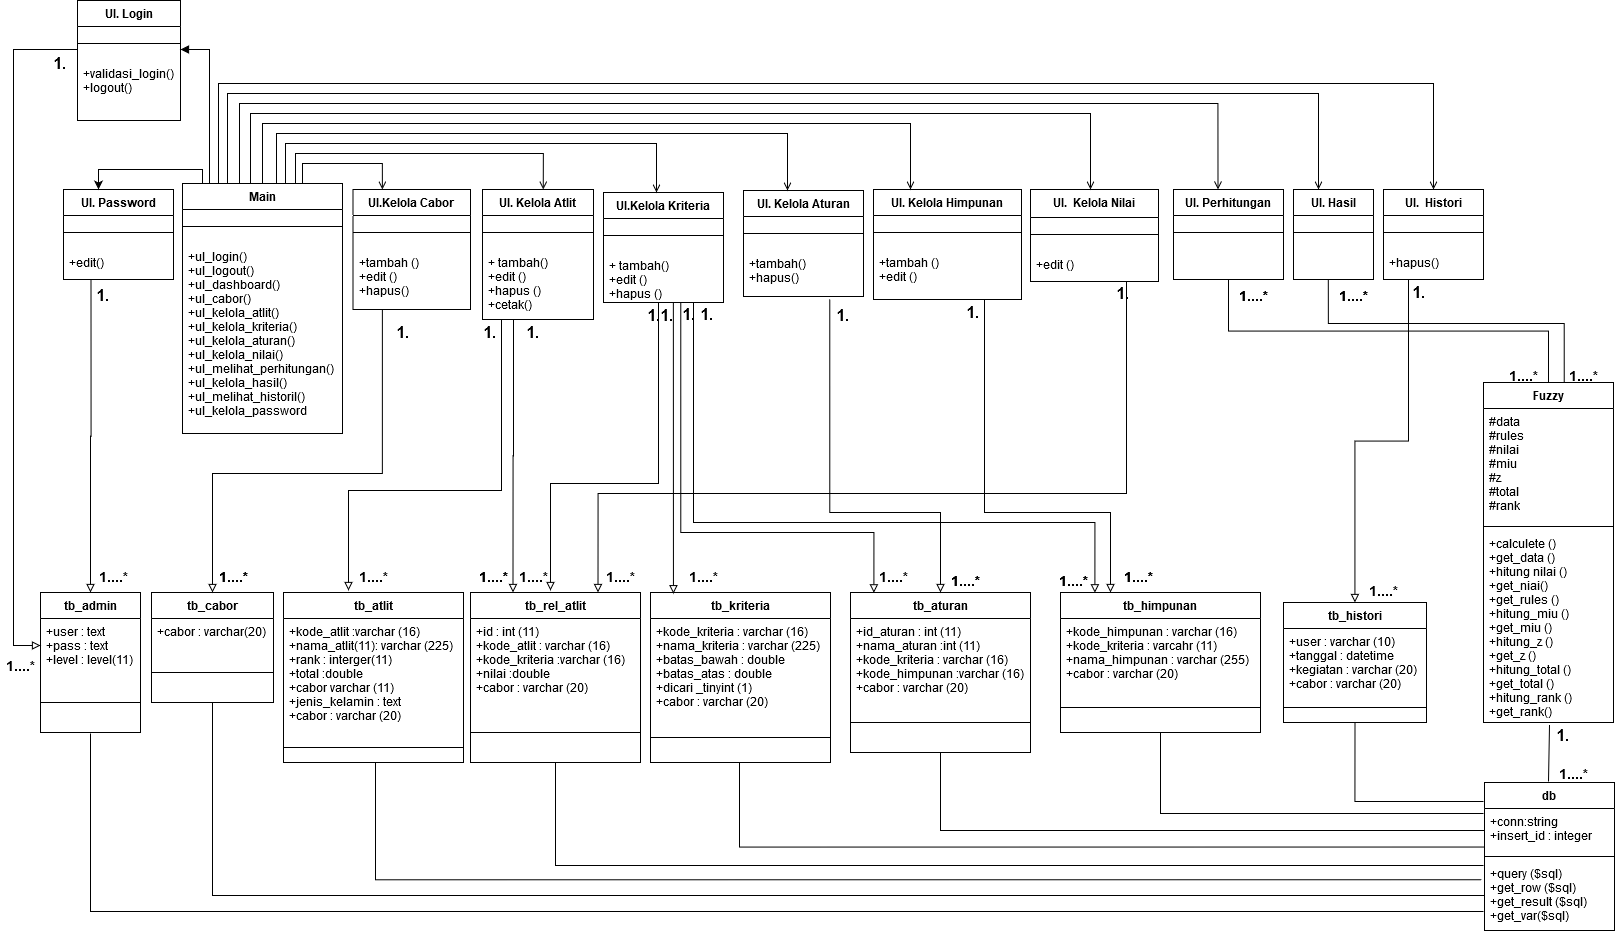 UI. Login
+validasi_login()
+logout()
1.
UI. Password
+edit()
1.
Main
+ul_login()
+ul_logout()
+ul_dashboard()
+ul_cabor()
+ul_kelola_atlit()
+ul_kelola_kriteria()
+ul_kelola_aturan()
+ul_kelola_nilai()
+ul_melihat_perhitungan()
+ul_kelola_hasil()
+ul_melihat_historil()
+ul_kelola_password
UI.Kelola Cabor
+tambah ()
+edit ()
+hapus()
1.
UI. Kelola Atlit
+ tambah()
+edit ()
+hapus ()
+cetak()
1.
1.
UI.Kelola Kriteria
+ tambah()
+edit ()
+hapus ()
1.
1.
1.
1.
UI. Kelola Aturan
+tambah()
+hapus()
1.
UI. Kelola Himpunan
+tambah ()
+edit ()
1.
UI. Kelola Nilai
+edit ()
1.
UI. Perhitungan
1....*
UI. Hasil
1....*
UI. Histori
+hapus()
1.
1....*
1....*
Fuzzy
#data
#rules
#nilai
#miu
#z
#total
#rank
+calculete ()
+get_data ()
+hitung nilai ()
+get_niai()
+get_rules ()
+hitung_miu ()
+get_miu ()
+hitung_z ()
+get_z ()
+hitung_total ()
+get_total ()
+hitung_rank ()
+get_rank()
1.
1....*
1....*
tb_admin
+user : text
+pass : text
+level : level(11)
1....*
1....*
tb_cabor
+cabor : varchar(20)
1....*
tb_atlit
+kode_atlit :varchar (16)
+nama_atlit(11): varchar (225)
+rank : interger(11)
+total :double
+cabor varchar (11)
+jenis_kelamin : text
+cabor : varchar (20)
1....*
1....*
1....*
tb_rel_atlit
+id : int (11)
+kode_atlit : varchar (16)
+kode_kriteria :varchar (16)
+nilai :double
+cabor : varchar (20)
1....*
tb_kriteria
+kode_kriteria : varchar (16)
+nama_kriteria : varchar (225)
+batas_bawah : double
+batas_atas : double
+dicari _tinyint (1)
+cabor : varchar (20)
1....*
1....*
tb_aturan
+id_aturan : int (11)
+nama_aturan :int (11)
+kode_kriteria : varchar (16)
+kode_himpunan :varchar (16)
+cabor : varchar (20)
1....*
1....*
tb_himpunan
+kode_himpunan : varchar (16)
+kode_kriteria : varcahr (11)
+nama_himpunan : varchar (255)
+cabor : varchar (20)
1....*
tb_histori
+user : varchar (10)
+tanggal : datetime
+kegiatan : varchar (20)
+cabor : varchar (20)
db
+conn:string
+insert_id : integer
+query ($sql)
+get_row ($sql)
+get_result ($sql)
+get_var($sql)